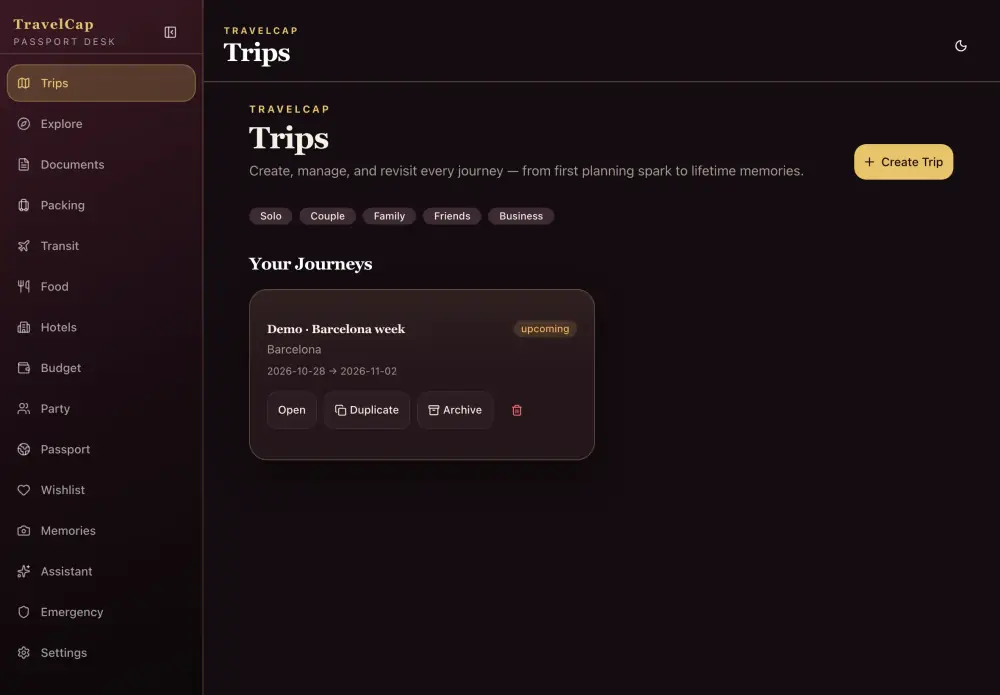 TravelCap
PASSPORT DESK
Trips
Explore
Documents
Packing
Transit
Food
Hotels
Budget
Party
Passport
Wishlist
Memories
Assistant
Emergency
Settings
TRAVELCAP
Trips
TRAVELCAP
Trips
Create, manage, and revisit every journey — from first planning spark to lifetime memories.
+ Create Trip
Solo Couple Family Friends Business
Your Journeys
Demo · Barcelona week upcoming
Barcelona
2026-10-28 → 2026-11-02
Open Duplicate Archive